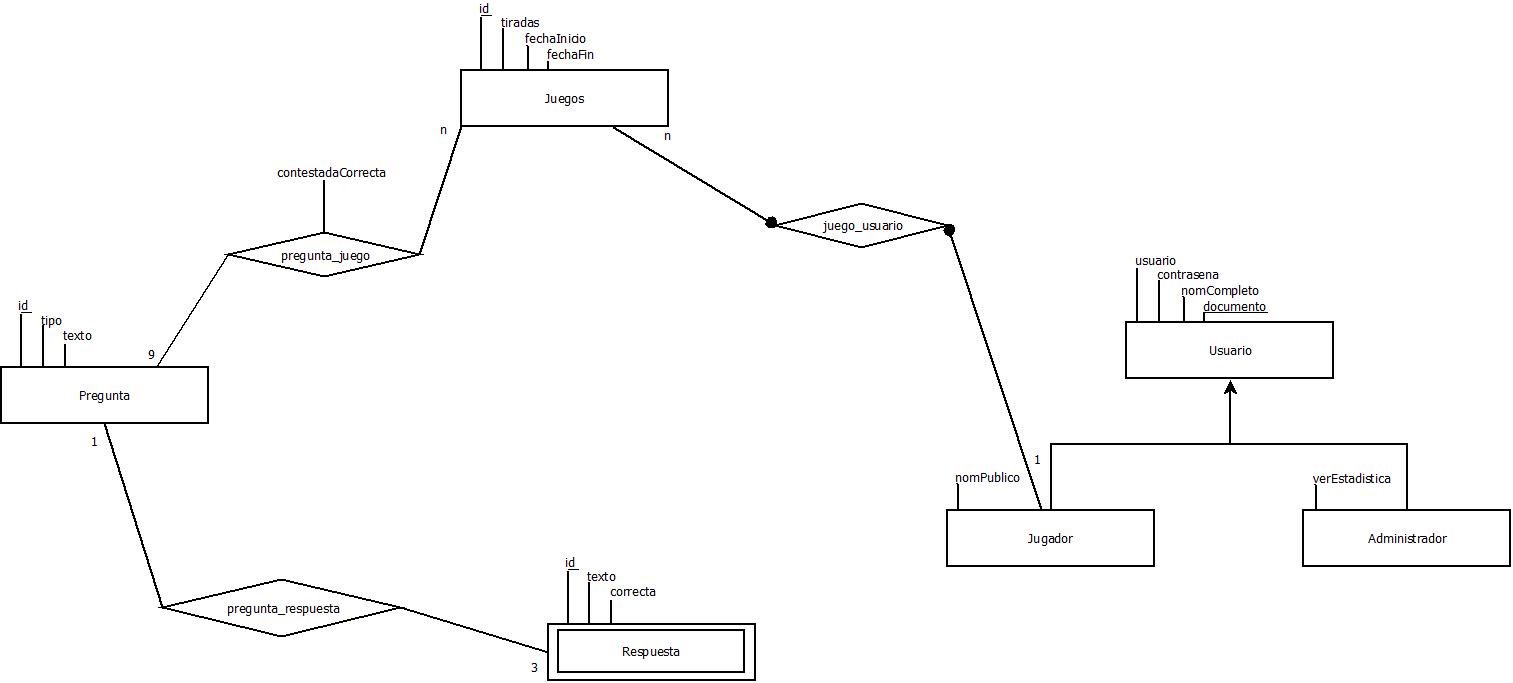 id
tiradas
fechaInicio
fechaFin
Juegos
n
n
contestadaCorrecta
pregunta_juego
juego_usuario
usuario
contrasena
nomCompleto
documento
Usuario
id
tipo
texto
9
Pregunta
1
1
nomPublico
verEstadistica
Jugador
Administrador
id
texto
correcta
pregunta_respuesta
Respuesta
3